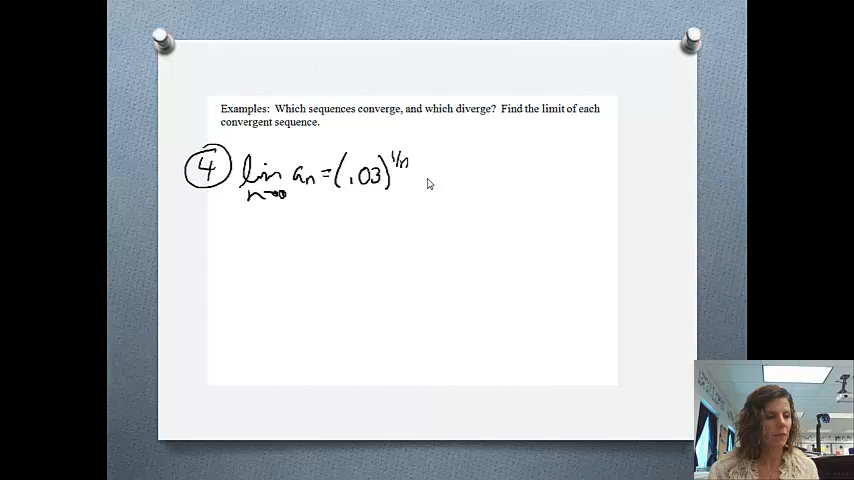 Examples: Which sequences converge, and which diverge? Find the limit of each
convergent sequence.
4 lim aₙ = (.03)^1/n
n→∞